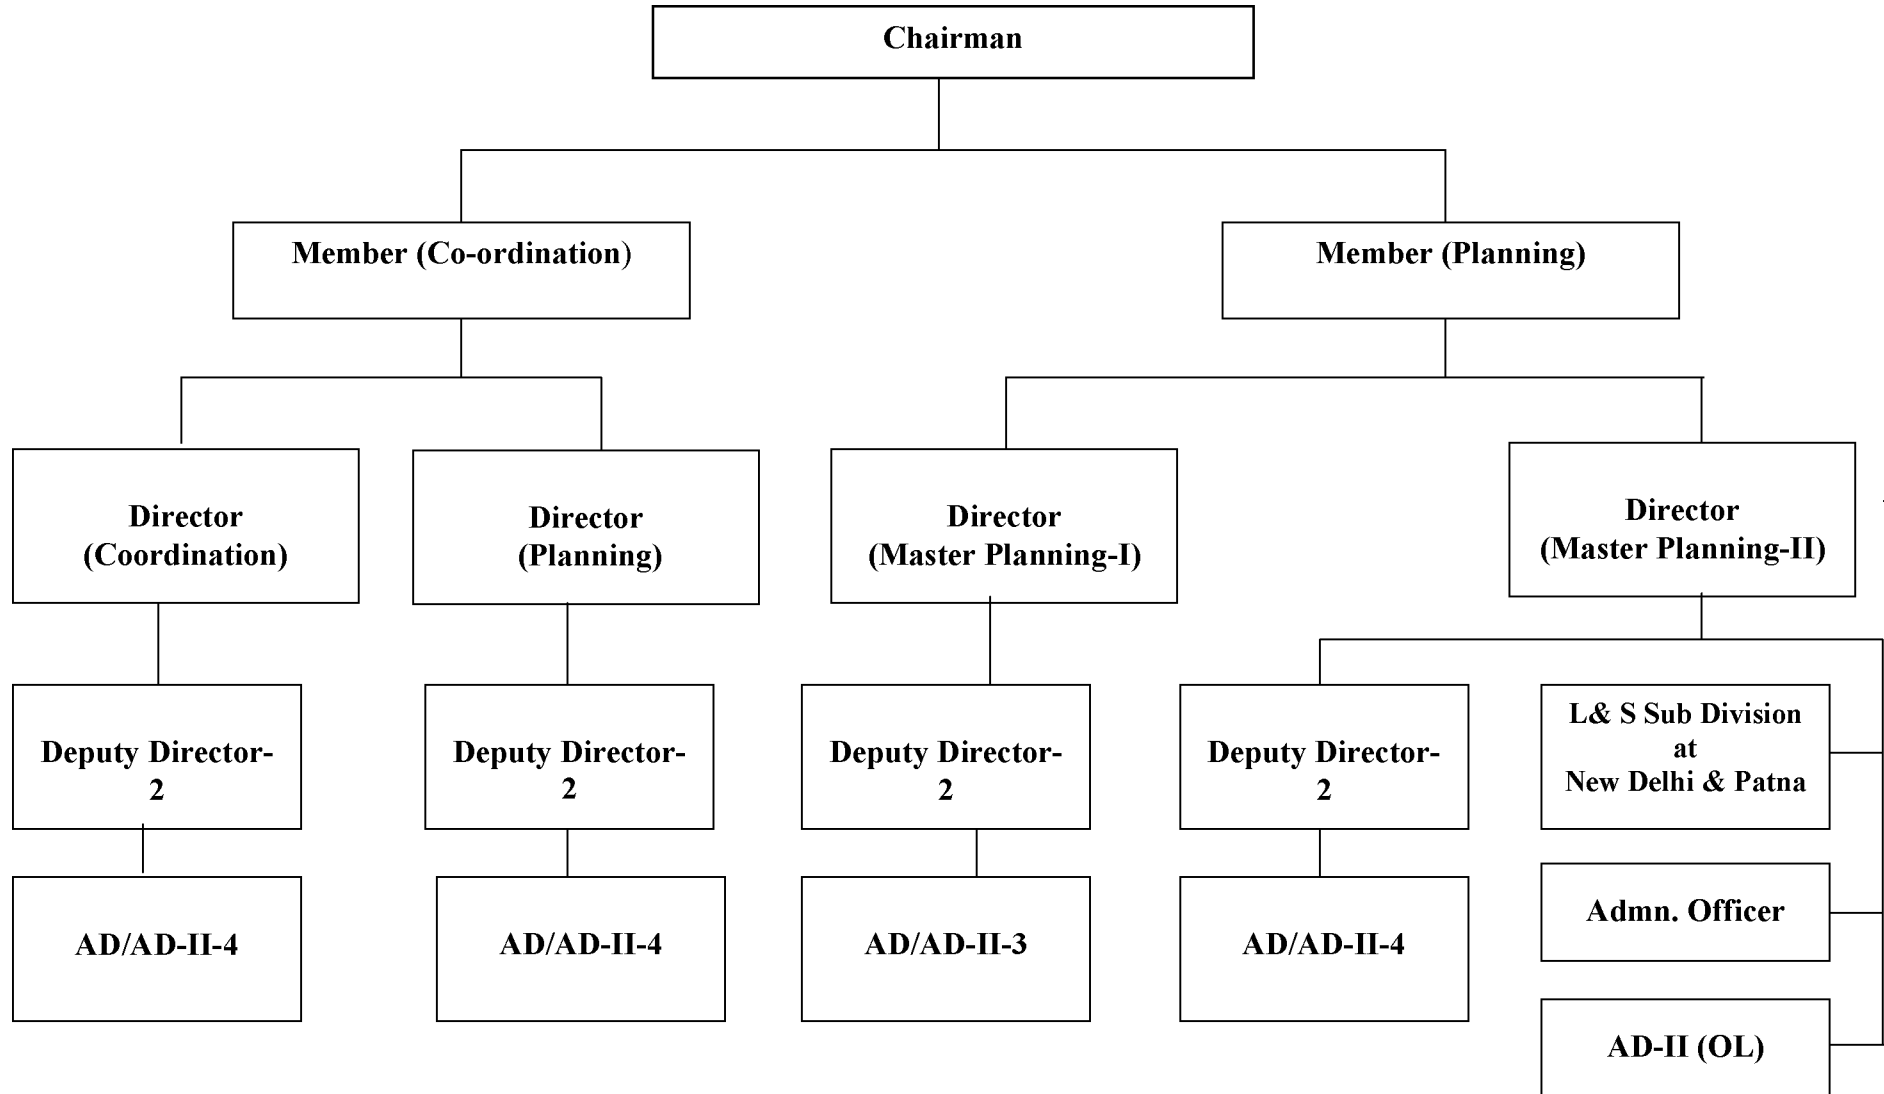 Chairman
Member (Co-ordination)
Member (Planning)
Director
(Coordination)
Director
(Planning)
Director
(Master Planning-I)
Director
(Master Planning-II)
Deputy Director-
2
Deputy Director-
2
Deputy Director-
2
Deputy Director-
2
L& S Sub Division
at
New Delhi & Patna
Admn. Officer
AD/AD-II-4
AD/AD-II-4
AD/AD-II-3
AD/AD-II-4
AD-II (OL)